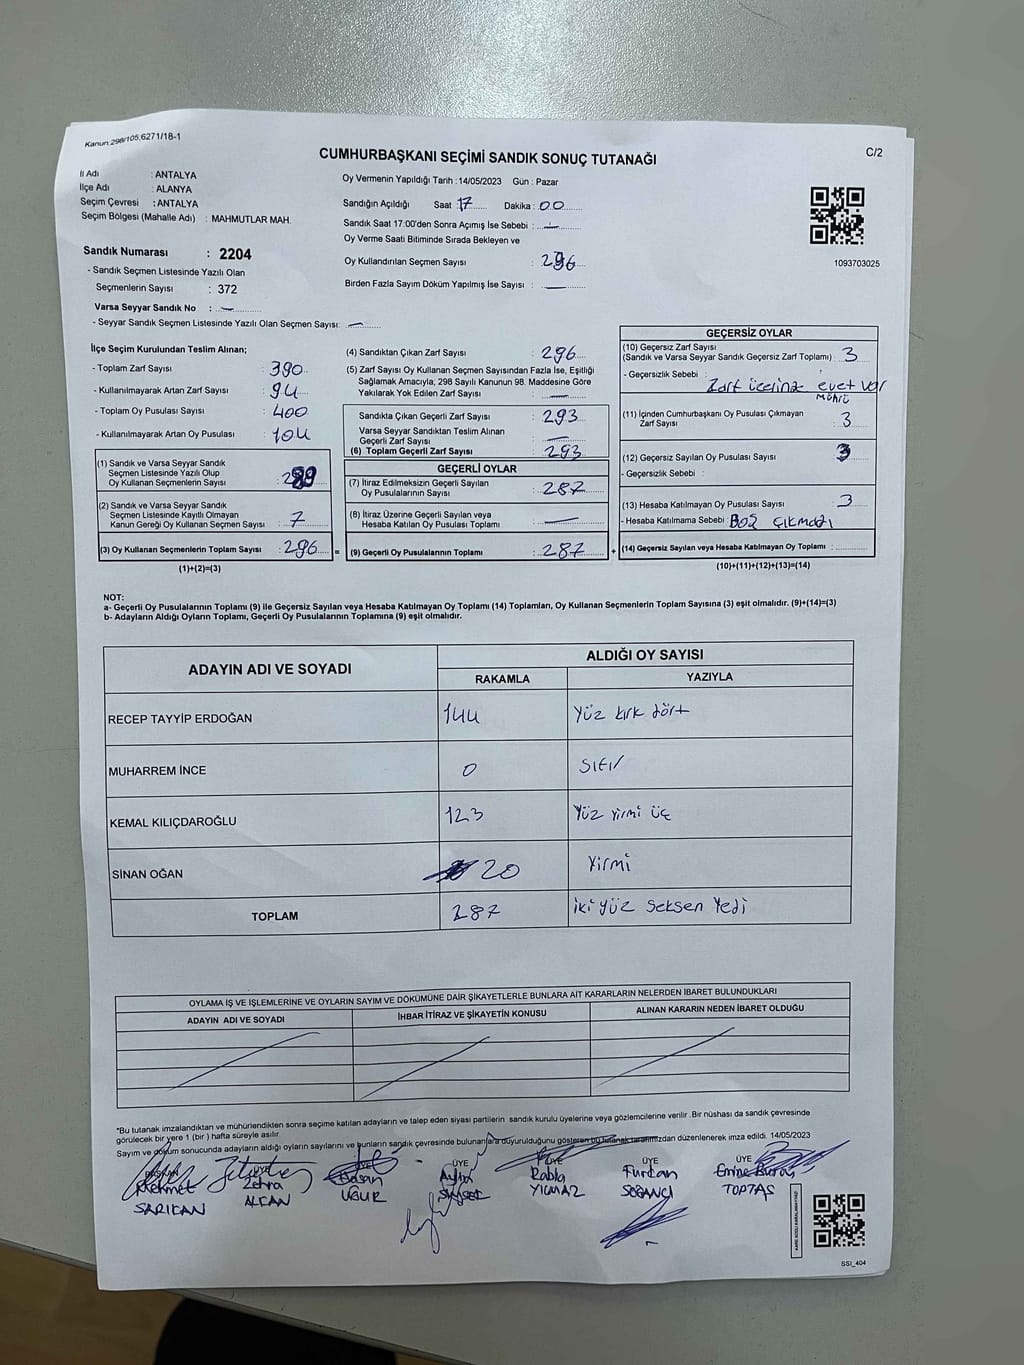 Kanun:298/105;6271/18-1
CUMHURBAŞKANI SEÇİMİ SANDIK SONUÇ TUTANAĞI
C/2
İl Adı : ANTALYA
İlçe Adı : ALANYA
Seçim Çevresi : ANTALYA
Seçim Bölgesi (Mahalle Adı) : MAHMUTLAR MAH.
Oy Vermenin Yapıldığı Tarih : 14/05/2023 Gün : Pazar
Sandığın Açıldığı Saat : 17 Dakika : 00
Sandık Saat 17:00'den Sonra Açımış İse Sebebi : —
Oy Verme Saati Bitiminde Sırada Bekleyen ve
Oy Kullandırılan Seçmen Sayısı : 296
Birden Fazla Sayım Döküm Yapılmış İse Sayısı : —
1093703025
Sandık Numarası : 2204
- Sandık Seçmen Listesinde Yazılı Olan
Seçmenlerin Sayısı : 372
Varsa Seyyar Sandık No : —
- Seyyar Sandık Seçmen Listesinde Yazılı Olan Seçmen Sayısı: —
İlçe Seçim Kurulundan Teslim Alınan;
- Toplam Zarf Sayısı : 390
- Kullanılmayarak Artan Zarf Sayısı : 94
- Toplam Oy Pusulası Sayısı : 400
- Kullanılmayarak Artan Oy Pusulası : 104
(1) Sandık ve Varsa Seyyar Sandık
Seçmen Listesinde Yazılı Olup
Oy Kullanan Seçmenlerin Sayısı : 289
(2) Sandık ve Varsa Seyyar Sandık
Seçmen Listesinde Kayıtlı Olmayan
Kanun Gereği Oy Kullanan Seçmen Sayısı : 7
(3) Oy Kullanan Seçmenlerin Toplam Sayısı : 296 =
(1)+(2)=(3)
(4) Sandıktan Çıkan Zarf Sayısı : 296
(5) Zarf Sayısı Oy Kullanan Seçmen Sayısından Fazla İse, Eşitliği
Sağlamak Amacıyla; 298 Sayılı Kanunun 98. Maddesine Göre
Yakılarak Yok Edilen Zarf Sayısı : —
Sandıkta Çıkan Geçerli Zarf Sayısı : 293
Varsa Seyyar Sandıktan Teslim Alınan
Geçerli Zarf Sayısı : —
(6) Toplam Geçerli Zarf Sayısı : 293
GEÇERLİ OYLAR
(7) İtiraz Edilmeksizin Geçerli Sayılan
Oy Pusulalarının Sayısı : 287
(8) İtiraz Üzerine Geçerli Sayılan veya
Hesaba Katılan Oy Pusulası Toplamı : —
(9) Geçerli Oy Pusulalarının Toplamı : 287 +
GEÇERSİZ OYLAR
(10) Geçersiz Zarf Sayısı
(Sandık ve Varsa Seyyar Sandık Geçersiz Zarf Toplamı) : 3
- Geçersizlik Sebebi : Zarf üzerine evet var
mührü
(11) İçinden Cumhurbaşkanı Oy Pusulası Çıkmayan
Zarf Sayısı : 3
(12) Geçersiz Sayılan Oy Pusulası Sayısı : 3
- Geçersizlik Sebebi :
(13) Hesaba Katılmayan Oy Pusulası Sayısı : 3
- Hesaba Katılmama Sebebi : Boş çıkmazı
(14) Geçersiz Sayılan veya Hesaba Katılmayan Oy Toplamı :
(10)+(11)+(12)+(13)=(14)
NOT:
a- Geçerli Oy Pusulalarının Toplamı (9) ile Geçersiz Sayılan veya Hesaba Katılmayan Oy Toplamı (14) Toplamları, Oy Kullanan Seçmenlerin Toplam Sayısına (3) eşit olmalıdır. (9)+(14)=(3)
b- Adayların Aldığı Oyların Toplamı, Geçerli Oy Pusulalarının Toplamına (9) eşit olmalıdır.
ADAYIN ADI VE SOYADI
ALDIĞI OY SAYISI
RAKAMLA YAZIYLA
RECEP TAYYİP ERDOĞAN 144 Yüz kırk dört
MUHARREM İNCE 0 Sıfır
KEMAL KILIÇDAROĞLU 123 Yüz yirmi üç
SİNAN OĞAN 20 Yirmi
TOPLAM 287 İki yüz seksen Yedi
OYLAMA İŞ VE İŞLEMLERİNE VE OYLARIN SAYIM VE DÖKÜMÜNE DAİR ŞİKAYETLERLE BUNLARA AİT KARARLARIN NELERDEN İBARET BULUNDUKLARI
ADAYIN ADI VE SOYADI İHBAR İTİRAZ VE ŞİKAYETİN KONUSU ALINAN KARARIN NEDEN İBARET OLDUĞU
*Bu tutanak imzalandıktan ve mühürlendikten sonra seçime katılan adayların ve talep eden siyasi partilerin sandık kurulu üyelerine veya gözlemcilerine verilir. Bir nüshası da sandık çevresinde
görülecek bir yere 1 (bir) hafta süreyle asılır.
Sayım ve döküm sonucunda adayların aldığı oyların sayılarını ve bunların sandık çevresinde bulunanlara duyurulduğunu gösteren bu tutanak tarafımızdan düzenlenerek imza edildi. 14/05/2023
BAŞKAN ÜYE ÜYE ÜYE ÜYE ÜYE ÜYE
Mehmet Zehra Hasan Aylin Rabia Furkan Emine
SARIKAN ALCAN UĞUR YILMAZ SOĞANCI TOPTAŞ
SSI_404